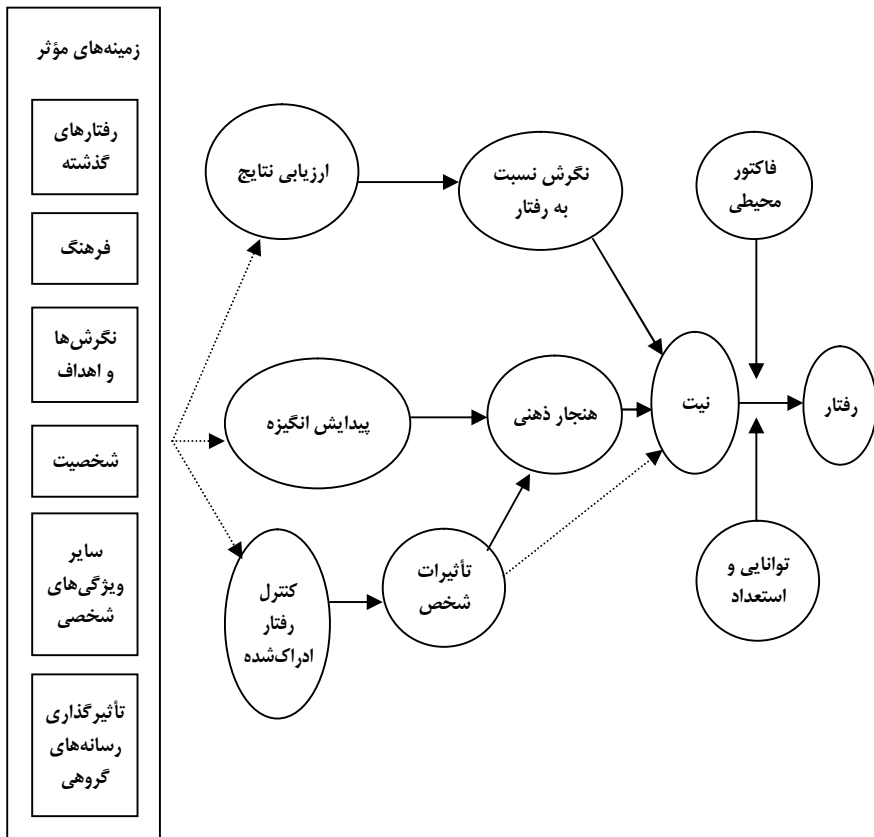 زمینه‌های مؤثر
رفتارهای
گذشته
فرهنگ
نگرش‌ها
و اهداف
شخصیت
سایر
ویژگی‌های
شخصی
تأثیرگذاری
رسانه‌های
گروهی
ارزیابی نتایج
نگرش نسبت
به رفتار
فاکتور
محیطی
پیدایش انگیزه
هنجار ذهنی
نیت
رفتار
کنترل
رفتار
ادراک‌شده
تأثیرات
شخص
توانایی و
استعداد